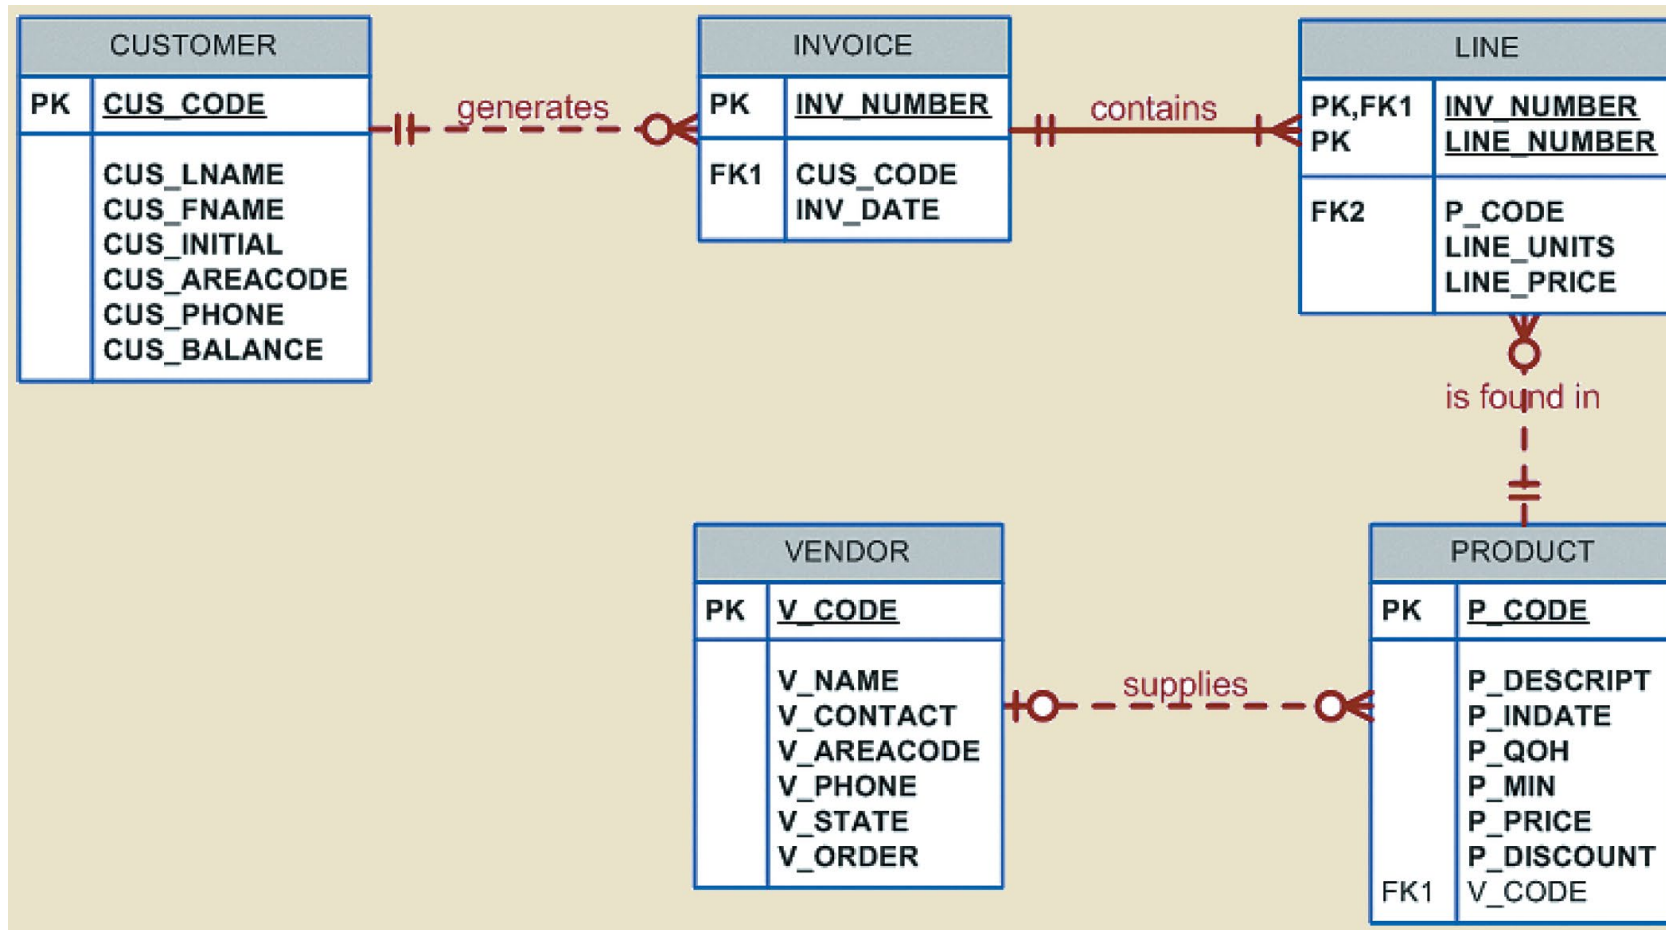 CUSTOMER
PK CUS_CODE
CUS_LNAME
CUS_FNAME
CUS_INITIAL
CUS_AREACODE
CUS_PHONE
CUS_BALANCE
generates
INVOICE
PK INV_NUMBER
FK1 CUS_CODE
INV_DATE
contains
LINE
PK,FK1 INV_NUMBER
PK LINE_NUMBER
FK2 P_CODE
LINE_UNITS
LINE_PRICE
is found in
VENDOR
PK V_CODE
V_NAME
V_CONTACT
V_AREACODE
V_PHONE
V_STATE
V_ORDER
supplies
PRODUCT
PK P_CODE
P_DESCRIPT
P_INDATE
P_QOH
P_MIN
P_PRICE
P_DISCOUNT
FK1 V_CODE